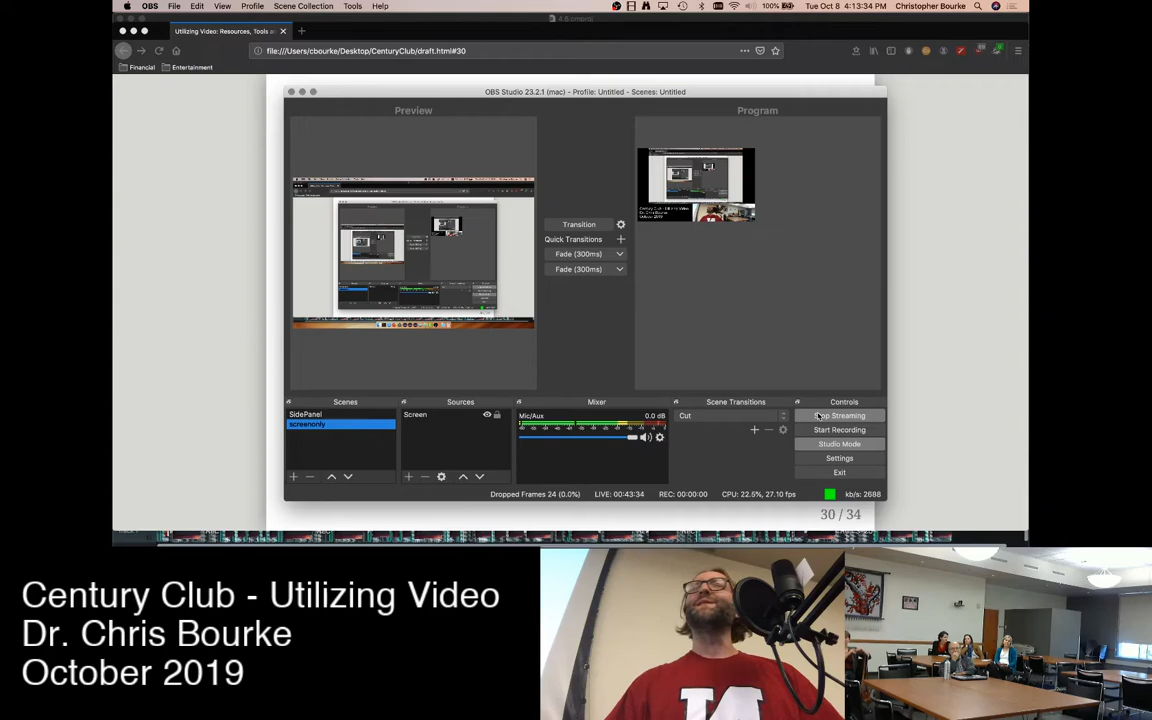 OBS File Edit View Profile Scene Collection Tools Help 100% Tue Oct 8 4:13:34 PM Christopher Bourke
4.6.cmproj
Utilizing Video: Resources, Tools a
file:///Users/cbourke/Desktop/CenturyClub/draft.html#30
Financial Entertainment
OBS Studio 23.2.1 (mac) - Profile: Untitled - Scenes: Untitled
Preview Program
Transition
Quick Transitions
Fade (300ms)
Fade (300ms)
Scenes Sources Mixer Scene Transitions Controls
SidePanel Screen Mic/Aux 0.0 dB Cut Stop Streaming
screenonly
Start Recording
Studio Mode
Settings
Exit
Dropped Frames 24 (0.0%) LIVE: 00:43:34 REC: 00:00:00 CPU: 22.5%, 27.10 fps kb/s: 2688
30 / 34
Century Club - Utilizing Video
Dr. Chris Bourke
October 2019